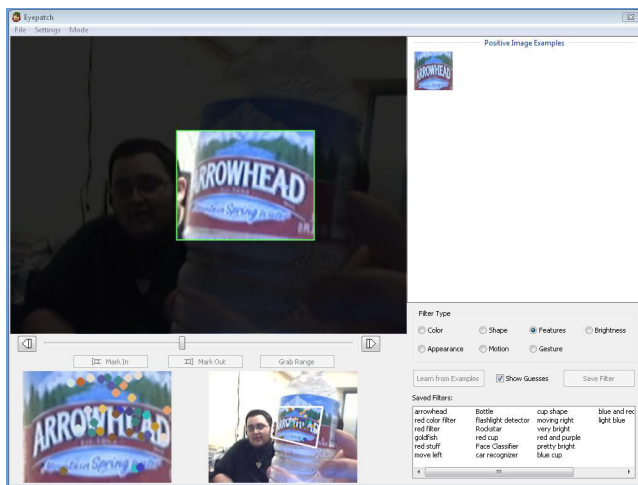 Eyepatch
File Settings Mode
Positive Image Examples
ARROWHEAD
ARROWHEAD
Mountain Spring Water
Filter Type
Color Shape Features Brightness
Appearance Motion Gesture
Mark In Mark Out Grab Range
Learn from Examples Show Guesses Save Filter
Saved Filters:
arrowhead Bottle cup shape blue and rec
red color filter flashlight detector moving right light blue
red filter Rockstar very bright
goldfish red cup red and purple
red stuff Face Classifier pretty bright
move left car recognizer blue cup
ARROWHEAD
Mountain Spring